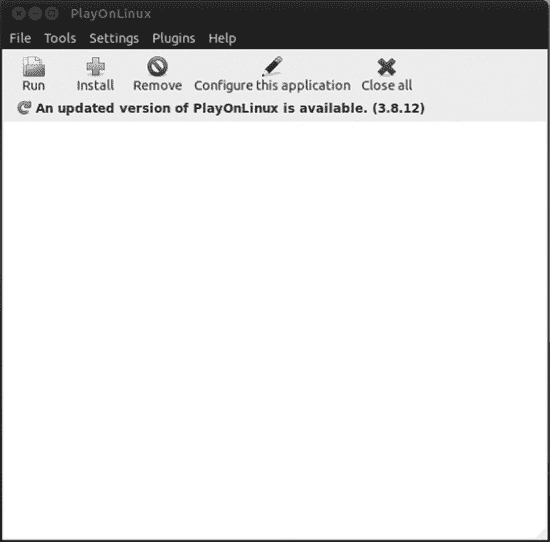 PlayOnLinux
File Tools Settings Plugins Help
Run Install Remove Configure this application Close all
An updated version of PlayOnLinux is available. (3.8.12)